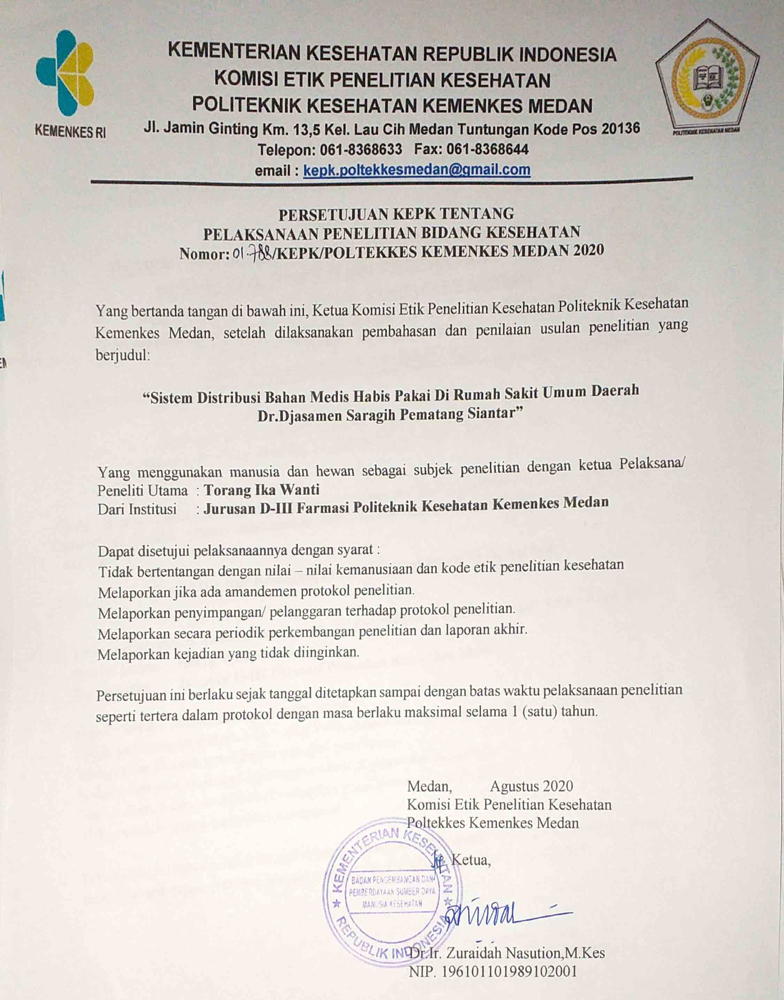 KEMENTERIAN KESEHATAN REPUBLIK INDONESIA
KOMISI ETIK PENELITIAN KESEHATAN
POLITEKNIK KESEHATAN KEMENKES MEDAN
KEMENKES RI
Jl. Jamin Ginting Km. 13,5 Kel. Lau Cih Medan Tuntungan Kode Pos 20136
POLITEKNIK KESEHATAN MEDAN
Telepon: 061-8368633 Fax: 061-8368644
email : kepk.poltekkesmedan@gmail.com
PERSETUJUAN KEPK TENTANG
PELAKSANAAN PENELITIAN BIDANG KESEHATAN
Nomor: 01.788/KEPK/POLTEKKES KEMENKES MEDAN 2020
Yang bertanda tangan di bawah ini, Ketua Komisi Etik Penelitian Kesehatan Politeknik Kesehatan
Kemenkes Medan, setelah dilaksanakan pembahasan dan penilaian usulan penelitian yang
berjudul:
“Sistem Distribusi Bahan Medis Habis Pakai Di Rumah Sakit Umum Daerah
Dr.Djasamen Saragih Pematang Siantar”
Yang menggunakan manusia dan hewan sebagai subjek penelitian dengan ketua Pelaksana/
Peneliti Utama : Torang Ika Wanti
Dari Institusi : Jurusan D-III Farmasi Politeknik Kesehatan Kemenkes Medan
Dapat disetujui pelaksanaannya dengan syarat :
Tidak bertentangan dengan nilai – nilai kemanusiaan dan kode etik penelitian kesehatan
Melaporkan jika ada amandemen protokol penelitian.
Melaporkan penyimpangan/ pelanggaran terhadap protokol penelitian.
Melaporkan secara periodik perkembangan penelitian dan laporan akhir.
Melaporkan kejadian yang tidak diinginkan.
Persetujuan ini berlaku sejak tanggal ditetapkan sampai dengan batas waktu pelaksanaan penelitian
seperti tertera dalam protokol dengan masa berlaku maksimal selama 1 (satu) tahun.
Medan, Agustus 2020
Komisi Etik Penelitian Kesehatan
Poltekkes Kemenkes Medan
Ketua,
KEMENTERIAN KESEHATAN
BADAN PENGEMBANGAN DAN
PEMBERDAYAAN SUMBER DAYA
MANUSIA KESEHATAN
REPUBLIK INDONESIA
Dr.Ir. Zuraidah Nasution,M.Kes
NIP. 196101101989102001